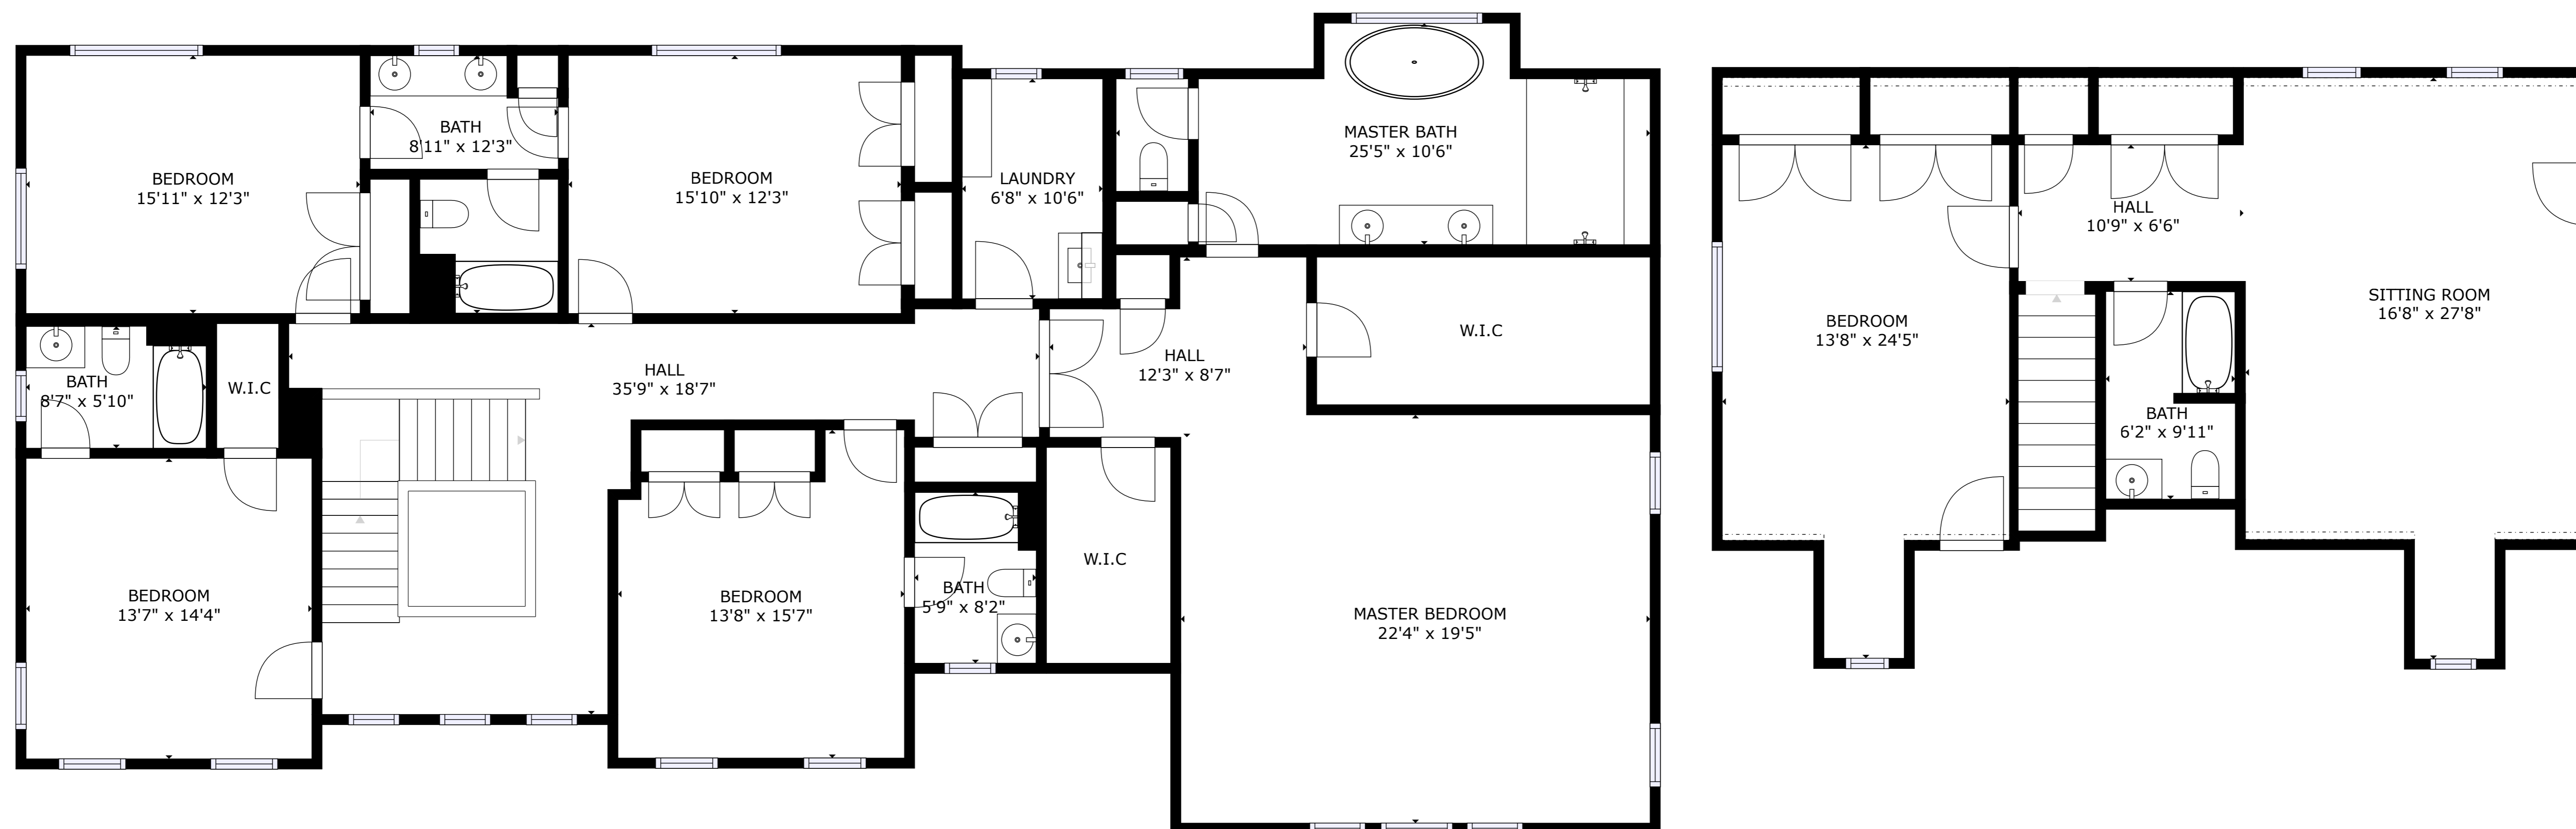 BEDROOM
15'11" x 12'3"
BATH
8'11" x 12'3"
BEDROOM
15'10" x 12'3"
LAUNDRY
6'8" x 10'6"
MASTER BATH
25'5" x 10'6"
BATH
8'7" x 5'10"
W.I.C
HALL
35'9" x 18'7"
HALL
12'3" x 8'7"
W.I.C
BEDROOM
13'7" x 14'4"
BEDROOM
13'8" x 15'7"
BATH
5'9" x 8'2"
W.I.C
MASTER BEDROOM
22'4" x 19'5"
HALL
10'9" x 6'6"
BEDROOM
13'8" x 24'5"
SITTING ROOM
16'8" x 27'8"
BATH
6'2" x 9'11"